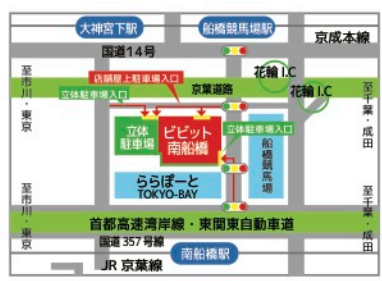 大神宮下駅
船橋競馬場駅
京成本線
国道14号
花輪I.C
店舗屋上駐車場入口
京葉道路
花輪I.C
立体駐車場入口
至市川・東京
至千葉・成田
立体
駐車場
ビビット
南船橋
立体駐車場入口
船橋競馬場
ららぽーと
TOKYO-BAY
至市川・東京
至千葉・成田
首都高速湾岸線・東関東自動車道
国道357号線
南船橋駅
JR 京葉線